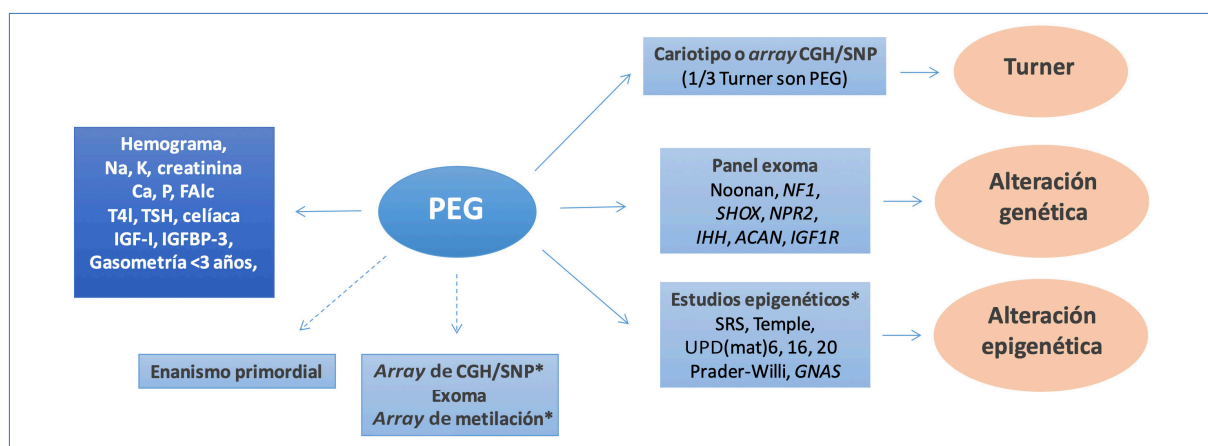 Cariotipo o array CGH/SNP
(1/3 Turner son PEG)
Turner
Hemograma,
Na, K, creatinina
Ca, P, FAlc
T4l, TSH, celíaca
IGF-I, IGFBP-3,
Gasometría <3 años,
PEG
Panel exoma
Noonan, NF1,
SHOX, NPR2,
IHH, ACAN, IGF1R
Alteración
genética
Estudios epigenéticos*
SRS, Temple,
UPD(mat)6, 16, 20
Prader-Willi, GNAS
Alteración
epigenética
Enanismo primordial
Array de CGH/SNP*
Exoma
Array de metilación*